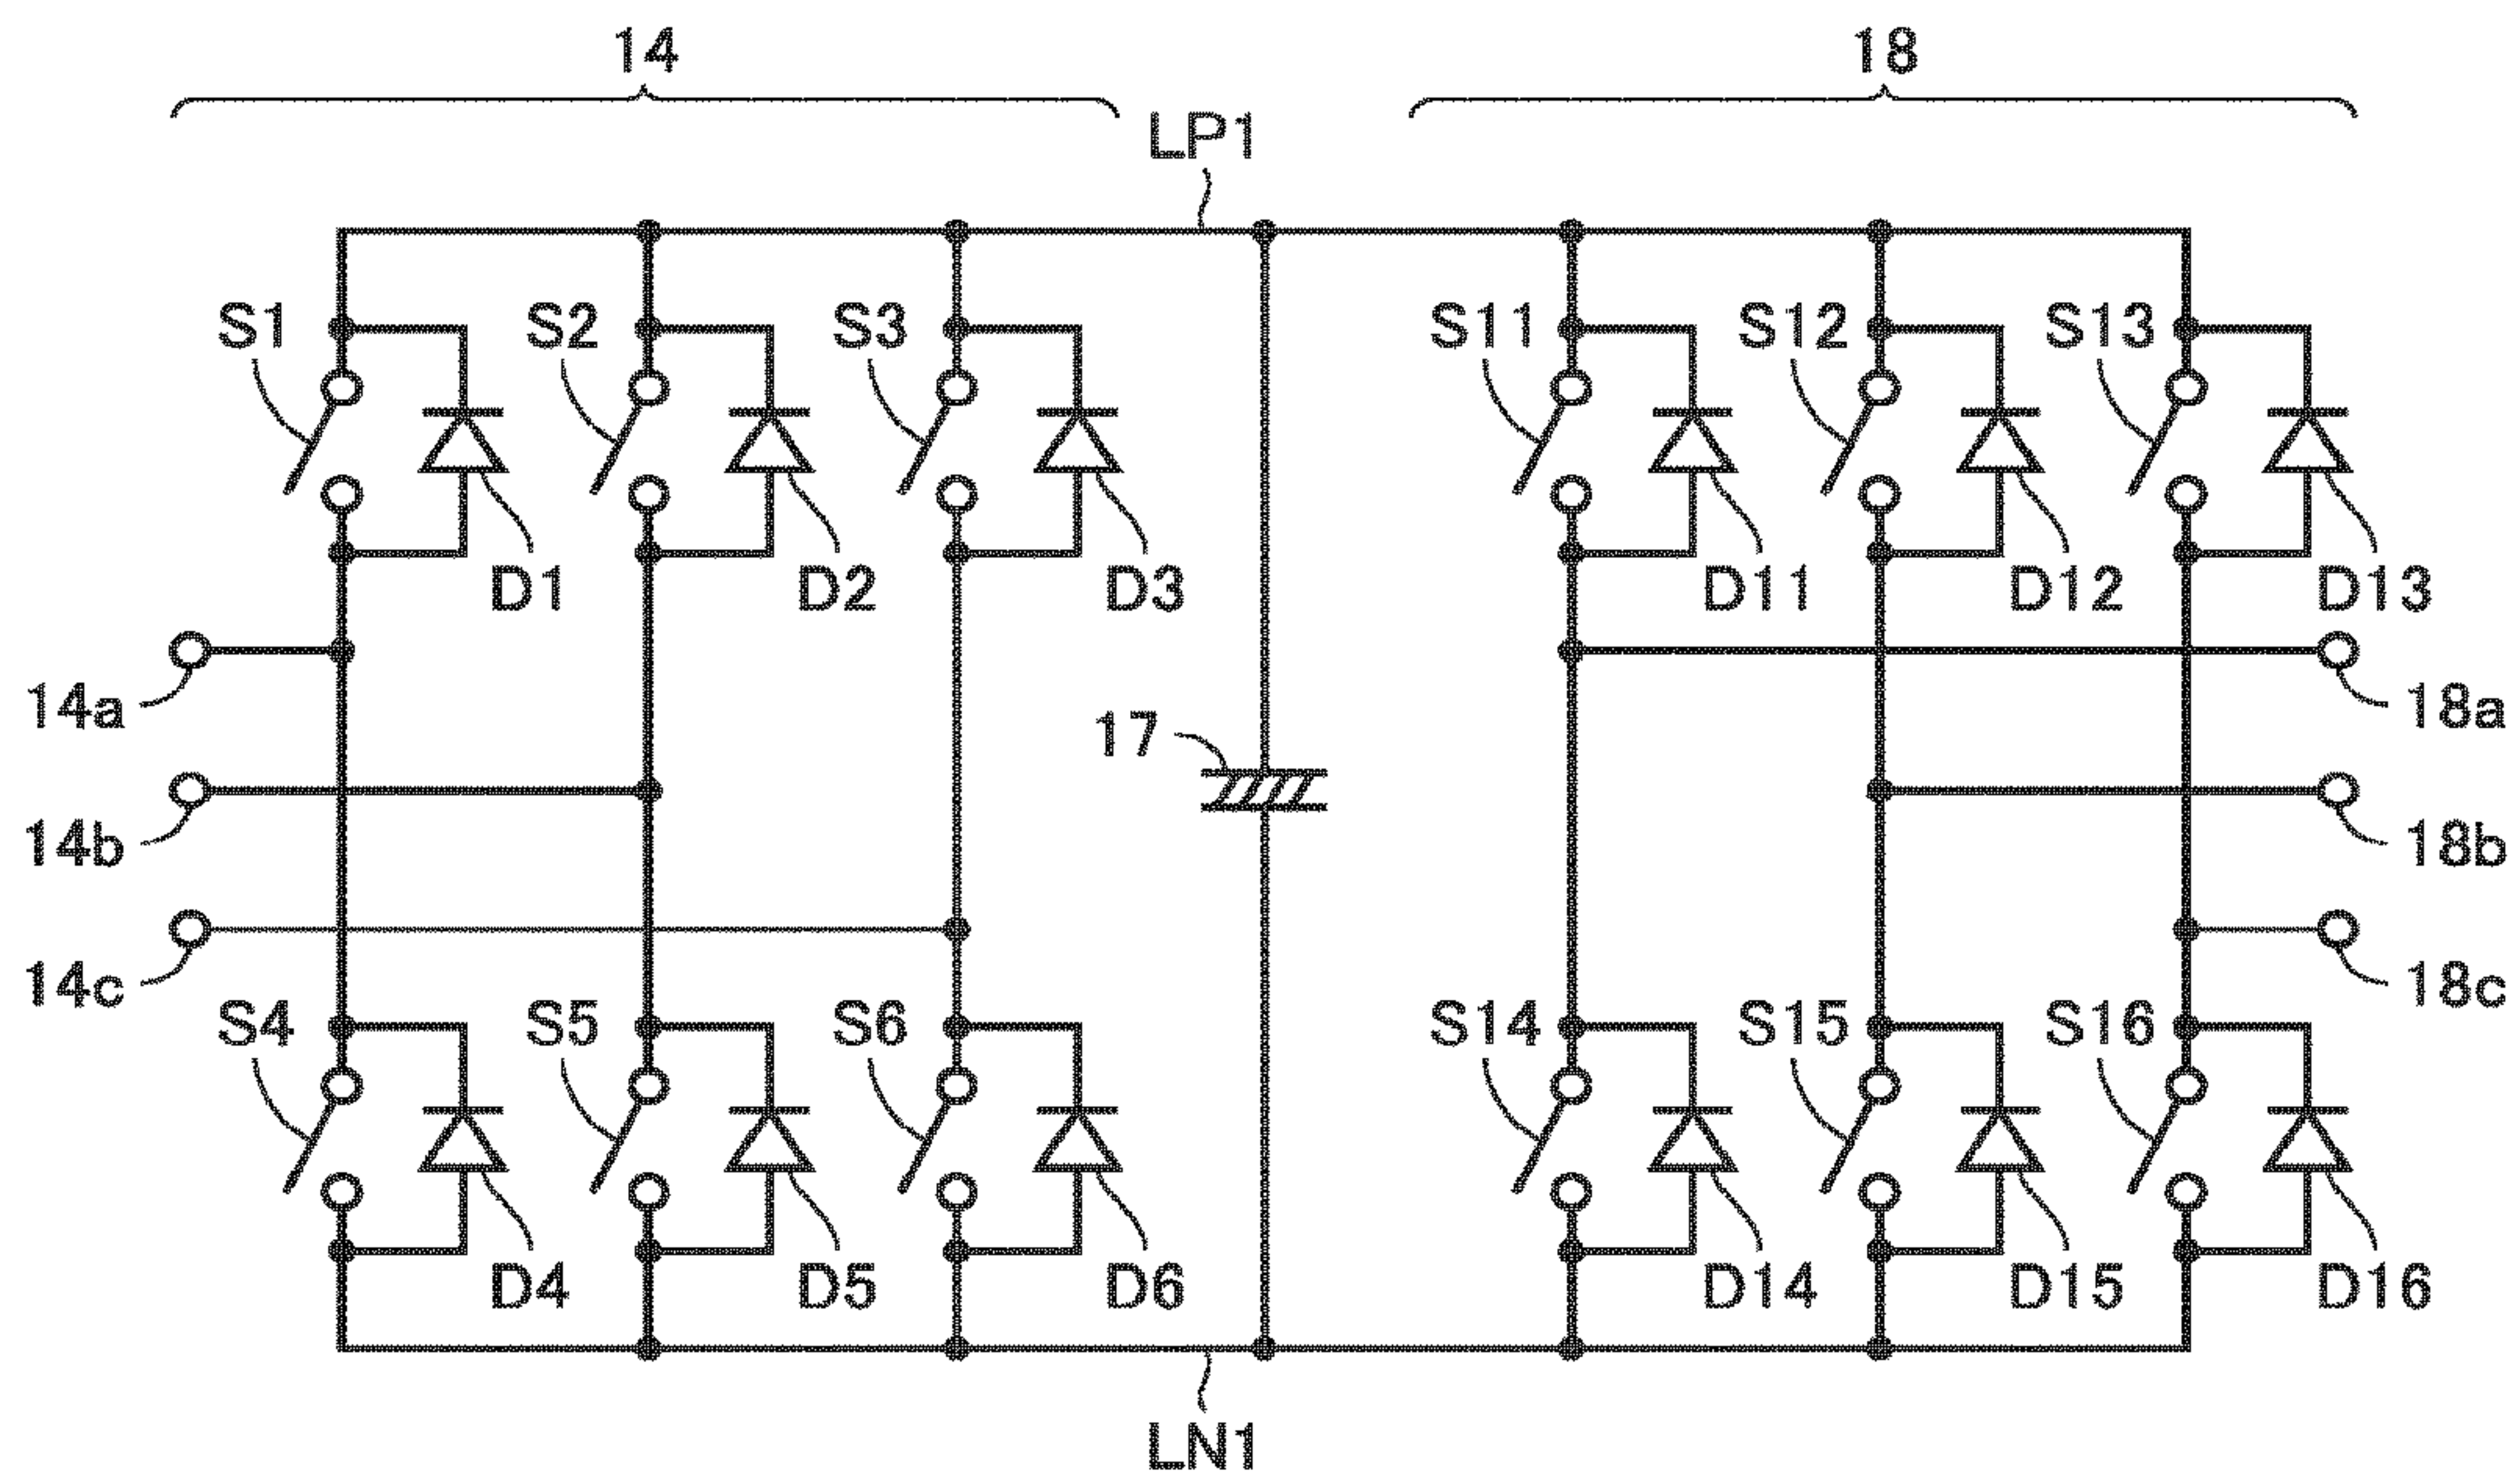 14 18
LP1
S1 S2 S3 S11 S12 S13
D1 D2 D3 D11 D12 D13
14a 18a
17
14b 18b
14c 18c
S4 S5 S6 S14 S15 S16
D4 D5 D6 D14 D15 D16
LN1